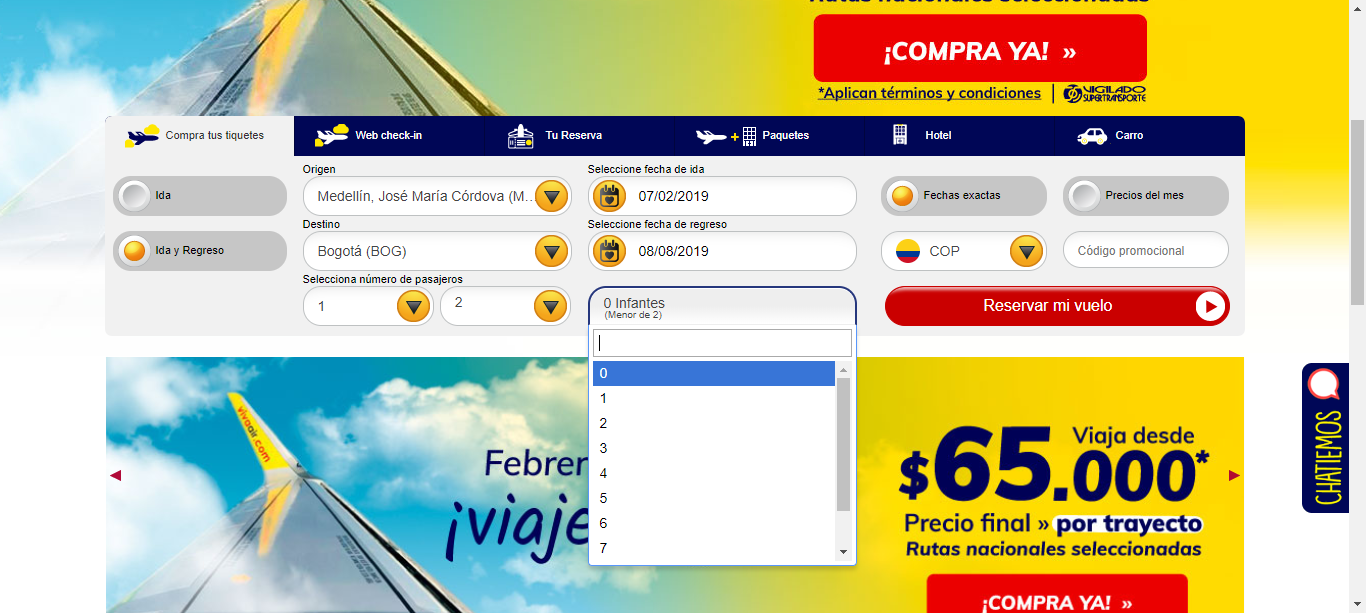 Rutas nacionales seleccionadas
¡COMPRA YA! »
*Aplican términos y condiciones
VIGILADO
SUPERTRANSPORTE
Compra tus tiquetes
Web check-in
Tu Reserva
Paquetes
Hotel
Carro
Origen
Seleccione fecha de ida
Ida
Medellín, José María Córdova (M...
07/02/2019
Fechas exactas
Precios del mes
Destino
Seleccione fecha de regreso
Ida y Regreso
Bogotá (BOG)
08/08/2019
COP
Código promocional
Selecciona número de pasajeros
1
2
0 Infantes
(Menor de 2)
Reservar mi vuelo
0
1
2
3
4
5
6
7
vivaair.com
Febrer
¡viaje
Viaja desde
$65.000*
Precio final » por trayecto
Rutas nacionales seleccionadas
¡COMPRA YA! »
CHATIEMOS